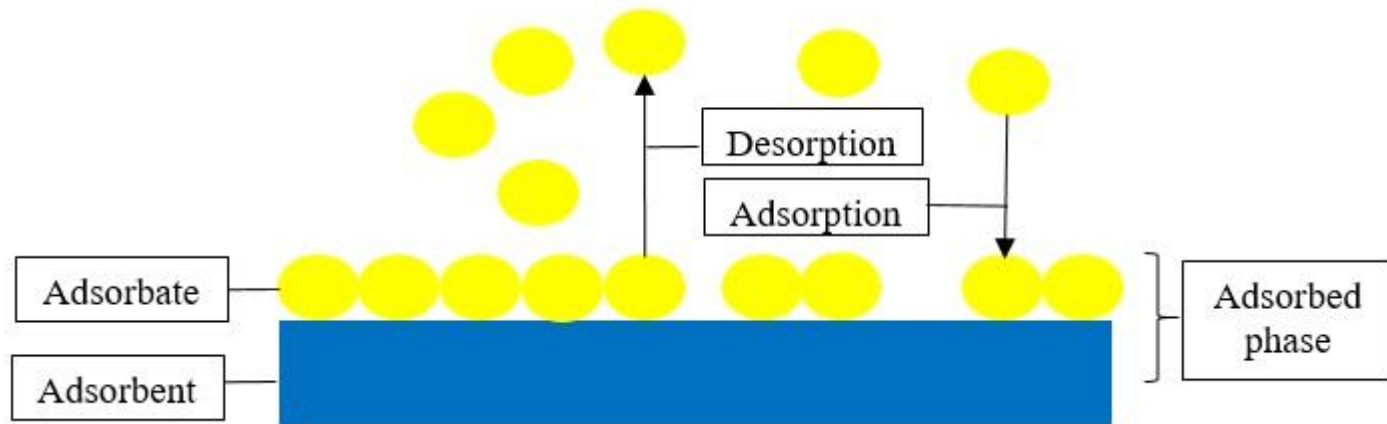 Desorption
Adsorption
Adsorbate
Adsorbent
Adsorbed
phase